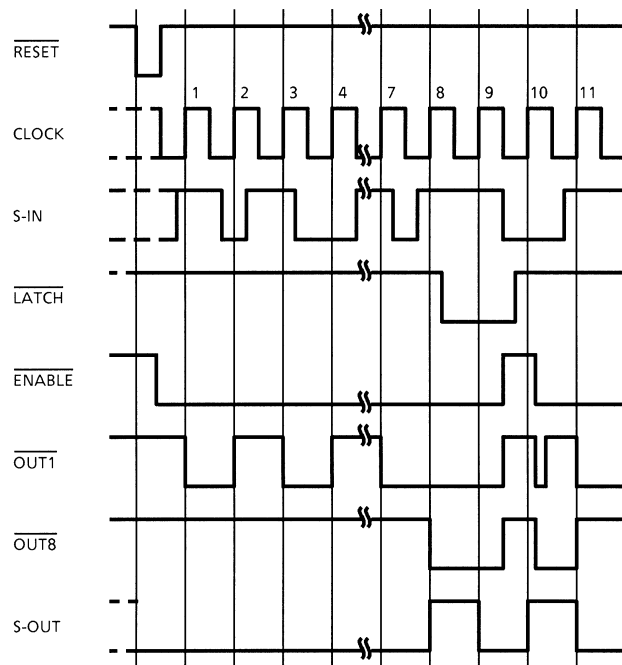 RESET
1 2 3 4 7 8 9 10 11
CLOCK
S-IN
LATCH
ENABLE
OUT1
OUT8
S-OUT